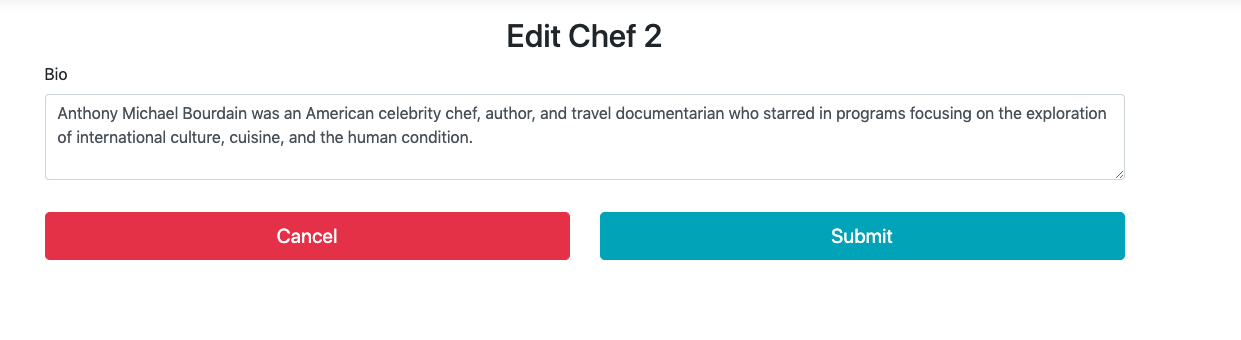 Edit Chef 2
Bio
Anthony Michael Bourdain was an American celebrity chef, author, and travel documentarian who starred in programs focusing on the exploration
of international culture, cuisine, and the human condition.
Cancel
Submit